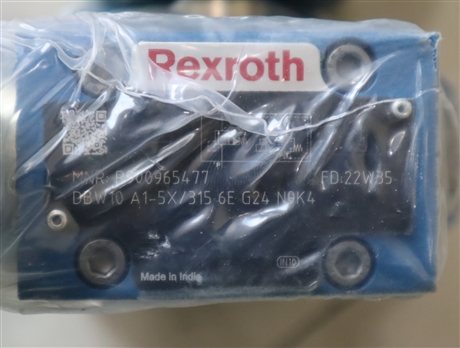 Rexroth
MNR: R900965477 FD:22W35
DBW10 A1-5X/315 6E G24 N9K4
Made in India